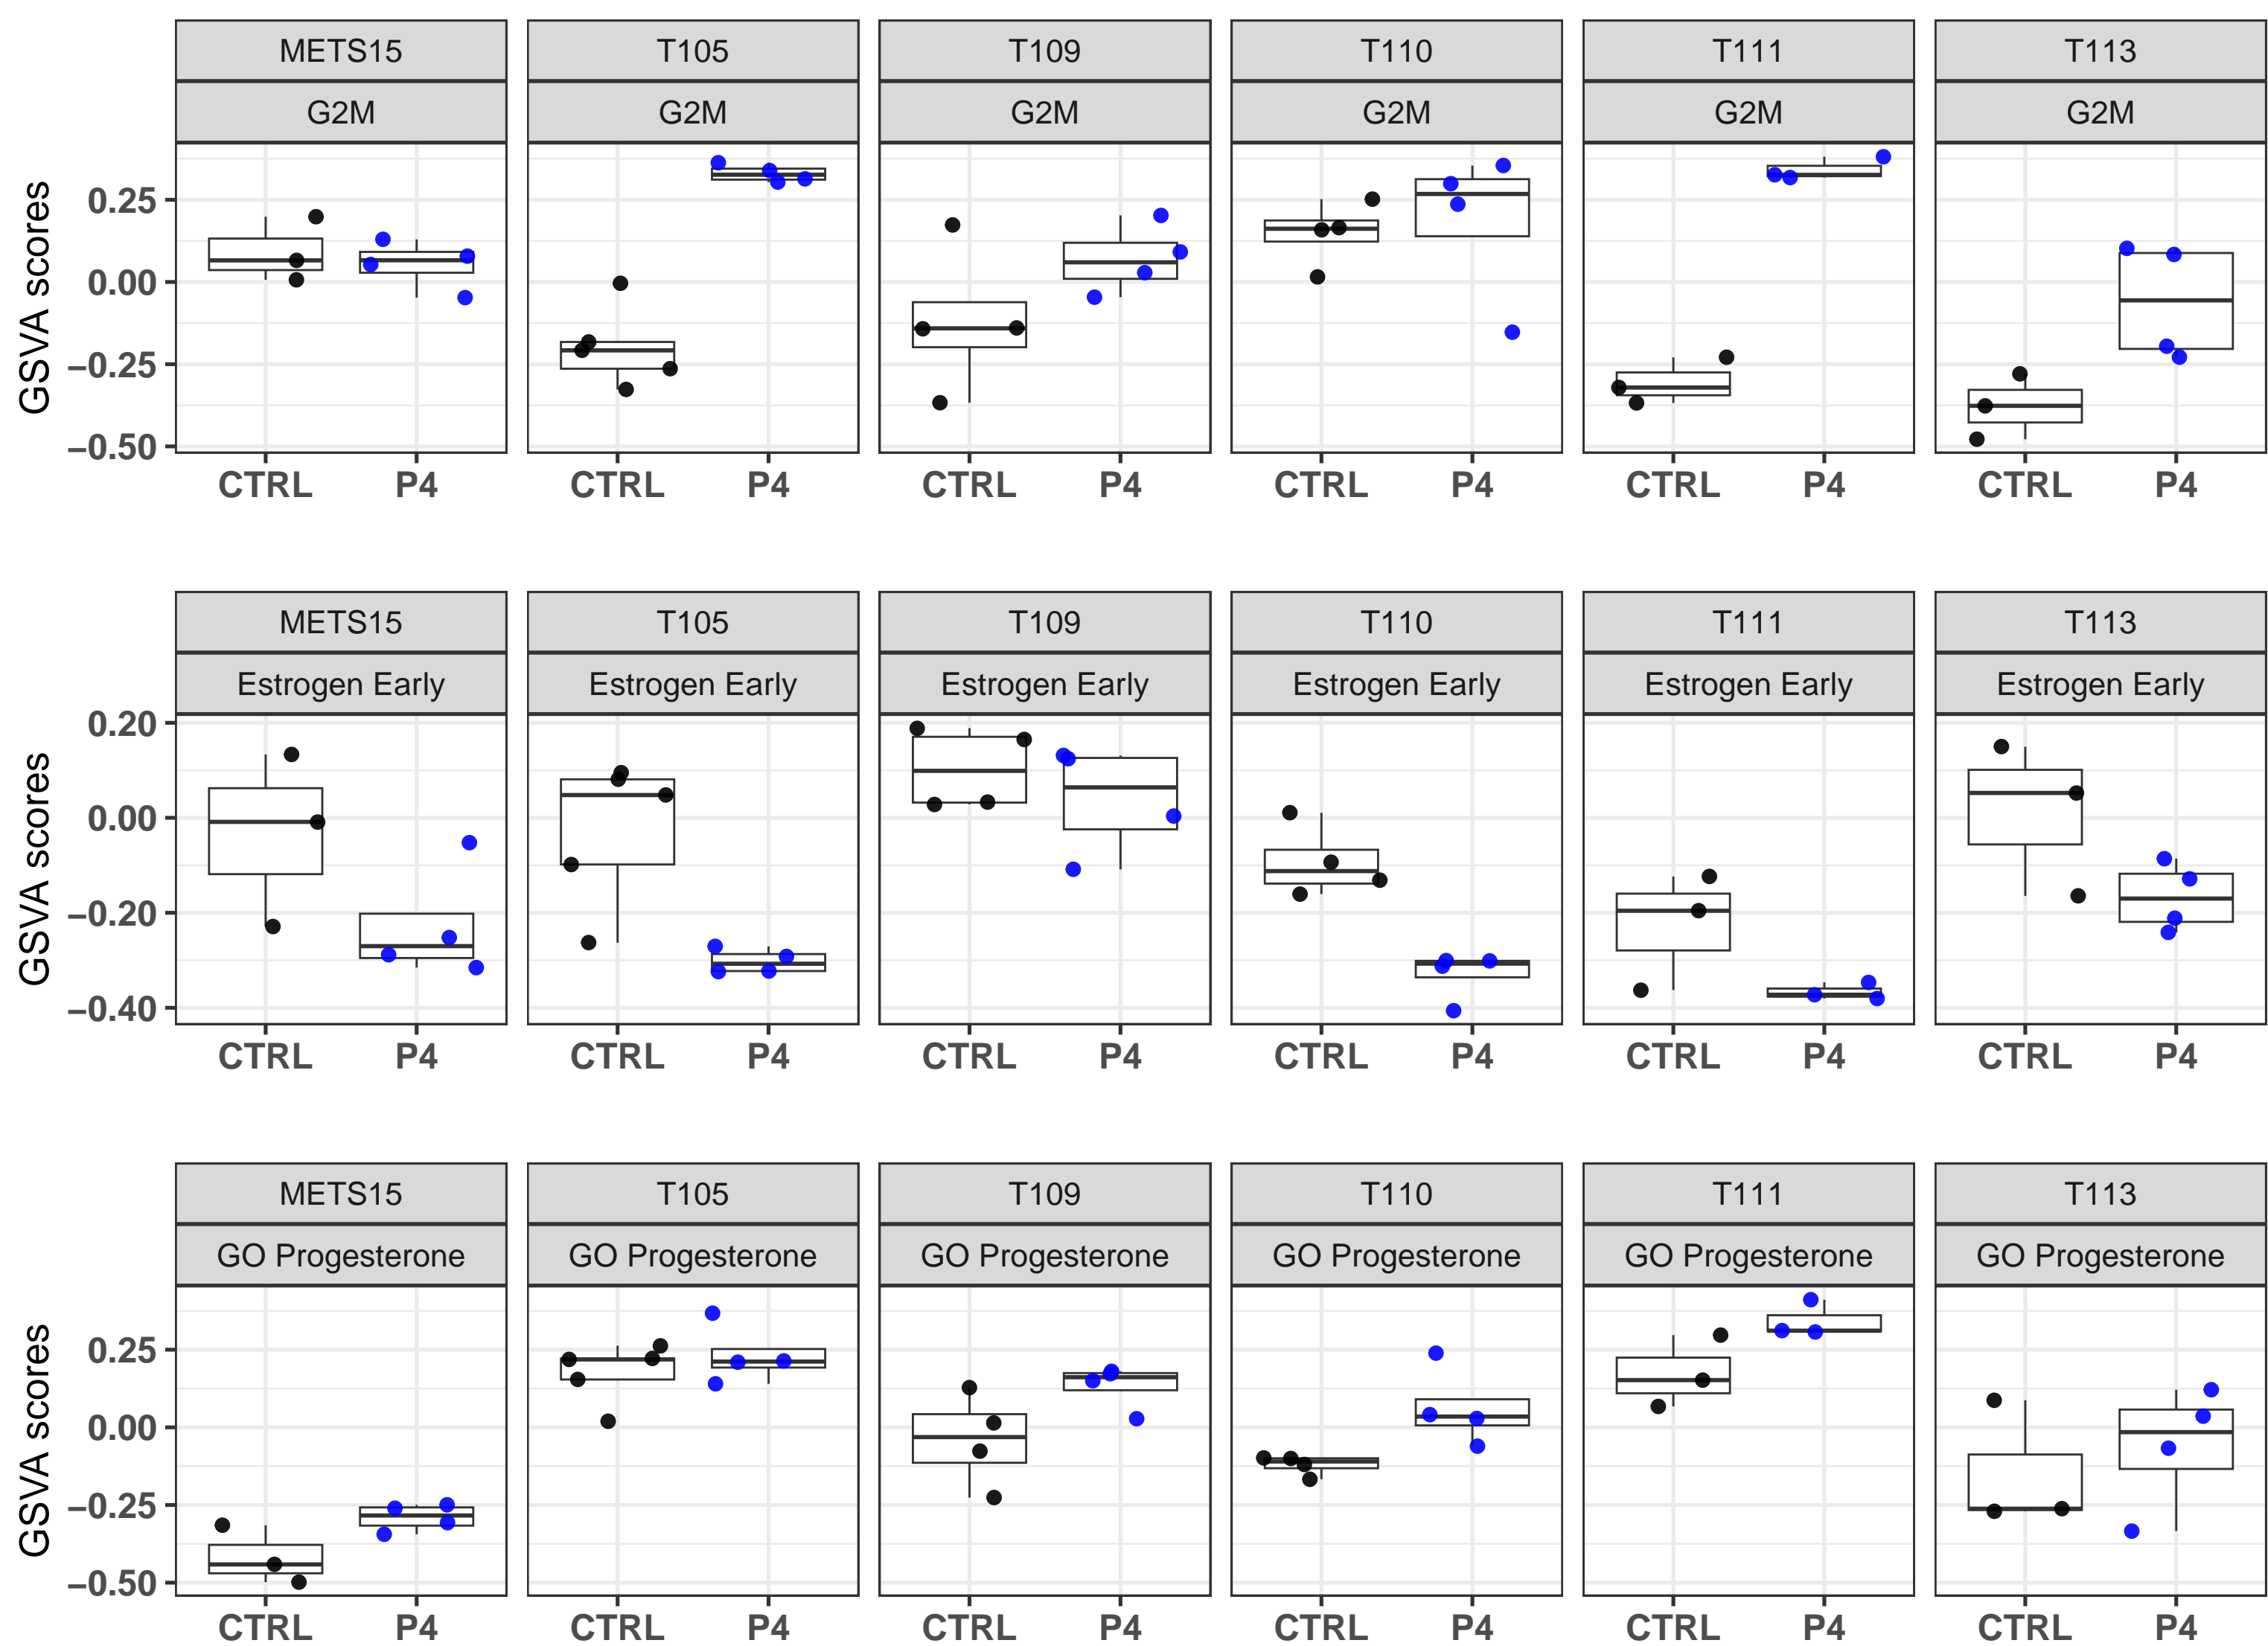 METS15 T105 T109 T110 T111 T113
G2M G2M G2M G2M G2M G2M
GSVA scores
0.25
0.00
−0.25
−0.50
CTRL P4 CTRL P4 CTRL P4 CTRL P4 CTRL P4 CTRL P4
METS15 T105 T109 T110 T111 T113
Estrogen Early Estrogen Early Estrogen Early Estrogen Early Estrogen Early Estrogen Early
GSVA scores
0.20
0.00
−0.20
−0.40
CTRL P4 CTRL P4 CTRL P4 CTRL P4 CTRL P4 CTRL P4
METS15 T105 T109 T110 T111 T113
GO Progesterone GO Progesterone GO Progesterone GO Progesterone GO Progesterone GO Progesterone
GSVA scores
0.25
0.00
−0.25
−0.50
CTRL P4 CTRL P4 CTRL P4 CTRL P4 CTRL P4 CTRL P4